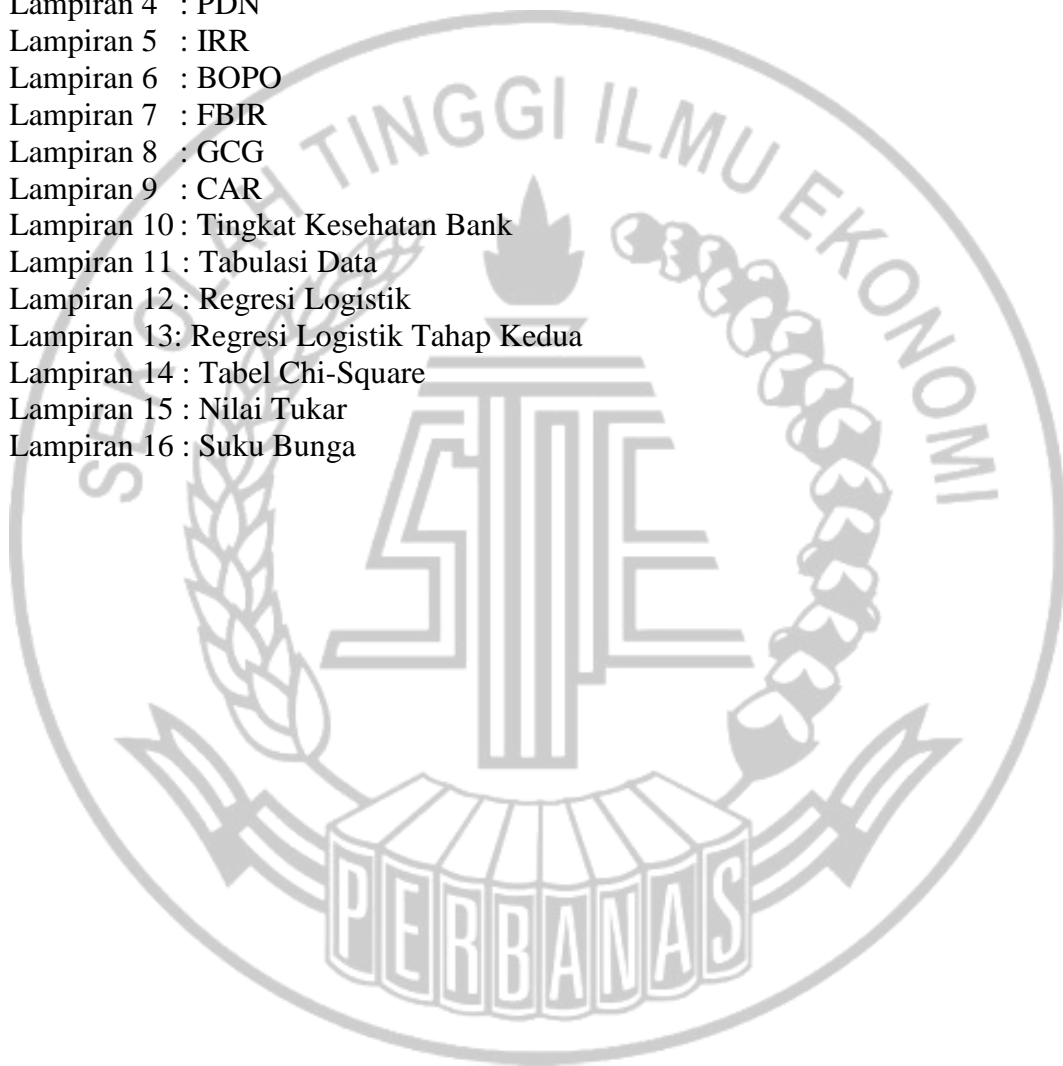 Lampiran 4 : PDN
Lampiran 5 : IRR
Lampiran 6 : BOPO
Lampiran 7 : FBIR
Lampiran 8 : GCG
Lampiran 9 : CAR
Lampiran 10 : Tingkat Kesehatan Bank
Lampiran 11 : Tabulasi Data
Lampiran 12 : Regresi Logistik
Lampiran 13: Regresi Logistik Tahap Kedua
Lampiran 14 : Tabel Chi-Square
Lampiran 15 : Nilai Tukar
Lampiran 16 : Suku Bunga
SEKOLAH TINGGI ILMU EKONOMI
STIE
PERBANAS